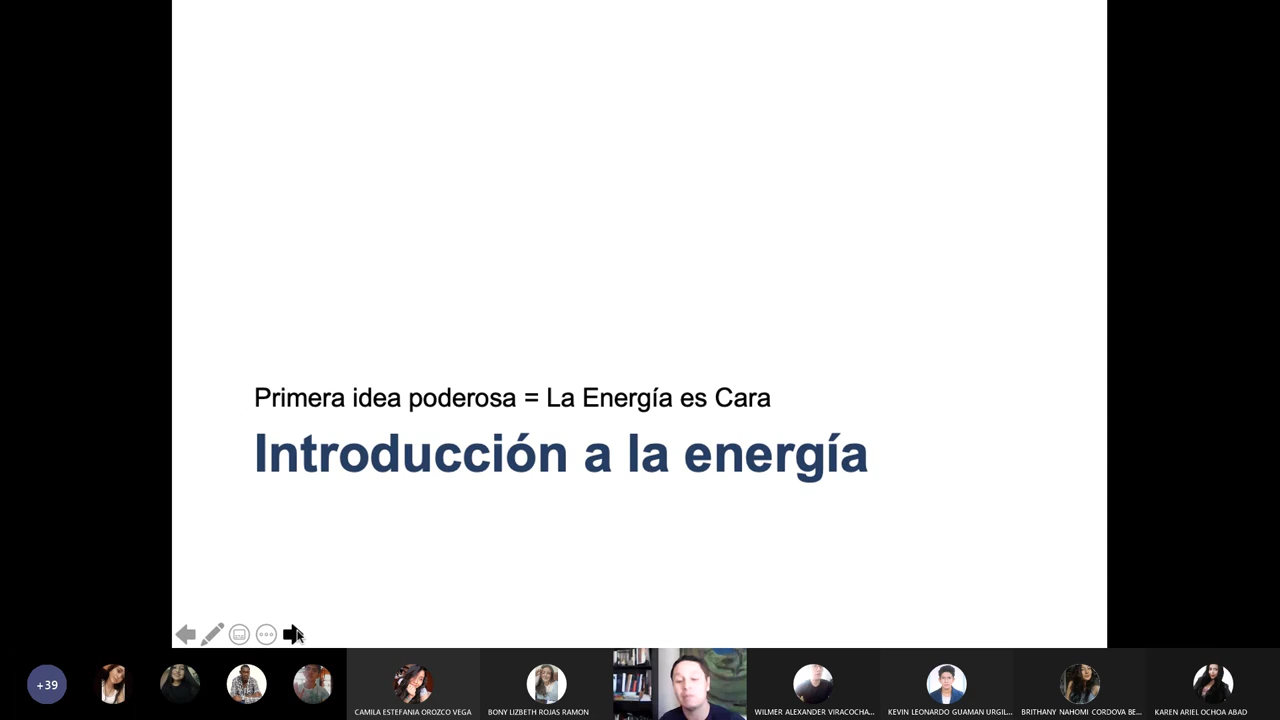 Primera idea poderosa = La Energía es Cara
Introducción a la energía
+39
CAMILA ESTEFANIA OROZCO VEGA
BONY LIZBETH ROJAS RAMON
WILMER ALEXANDER VIRACOCHA...
KEVIN LEONARDO GUAMAN URGIL...
BRITHANY NAHOMI CORDOVA BE...
KAREN ARIEL OCHOA ABAD